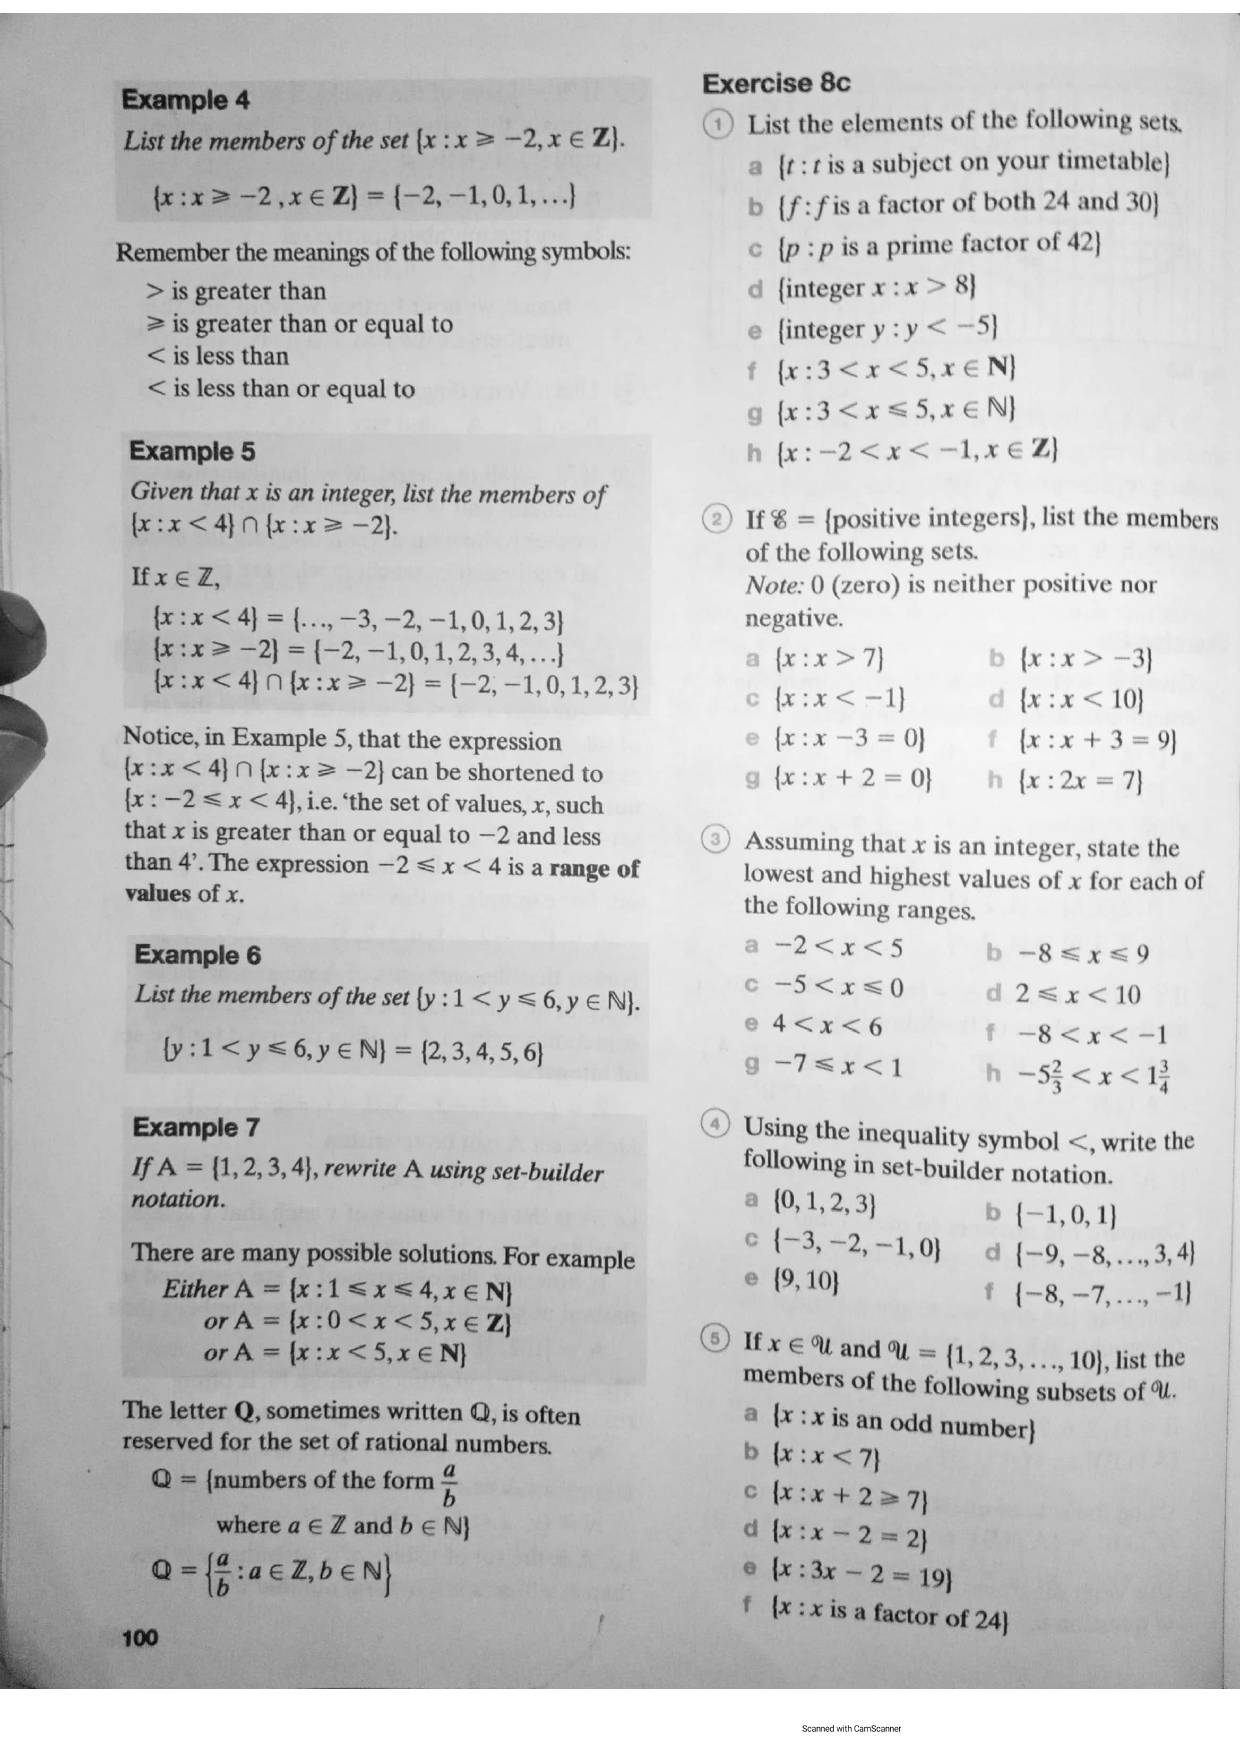 Example 4
List the members of the set {x : x ⩾ −2, x ∈ Z}.
{x : x ⩾ −2 , x ∈ Z} = {−2, −1, 0, 1, …}
Remember the meanings of the following symbols:
> is greater than
⩾ is greater than or equal to
< is less than
< is less than or equal to
Example 5
Given that x is an integer, list the members of
{x : x < 4} ∩ {x : x ⩾ −2}.
If x ∈ ℤ,
{x : x < 4} = {…, −3, −2, −1, 0, 1, 2, 3}
{x : x ⩾ −2} = {−2, −1, 0, 1, 2, 3, 4, …}
{x : x < 4} ∩ {x : x ⩾ −2} = {−2, −1, 0, 1, 2, 3}
Notice, in Example 5, that the expression
{x : x < 4} ∩ {x : x ⩾ −2} can be shortened to
{x : −2 ⩽ x < 4}, i.e. ‘the set of values, x, such
that x is greater than or equal to −2 and less
than 4’. The expression −2 ⩽ x < 4 is a range of
values of x.
Example 6
List the members of the set {y : 1 < y ⩽ 6, y ∈ ℕ}.
{y : 1 < y ⩽ 6, y ∈ ℕ} = {2, 3, 4, 5, 6}
Example 7
If A = {1, 2, 3, 4}, rewrite A using set-builder
notation.
There are many possible solutions. For example
Either A = {x : 1 ⩽ x ⩽ 4, x ∈ N}
or A = {x : 0 < x < 5, x ∈ Z}
or A = {x : x < 5, x ∈ N}
The letter Q, sometimes written ℚ, is often
reserved for the set of rational numbers.
ℚ = {numbers of the form a/b
where a ∈ ℤ and b ∈ ℕ}
ℚ = {a/b : a ∈ ℤ, b ∈ ℕ}
100
Exercise 8c
1 List the elements of the following sets.
a {t : t is a subject on your timetable}
b {f : f is a factor of both 24 and 30}
c {p : p is a prime factor of 42}
d {integer x : x > 8}
e {integer y : y < −5}
f {x : 3 < x < 5, x ∈ N}
g {x : 3 < x ⩽ 5, x ∈ ℕ}
h {x : −2 < x < −1, x ∈ Z}
2 If ℰ = {positive integers}, list the members
of the following sets.
Note: 0 (zero) is neither positive nor
negative.
a {x : x > 7} b {x : x > −3}
c {x : x < −1} d {x : x < 10}
e {x : x − 3 = 0} f {x : x + 3 = 9}
g {x : x + 2 = 0} h {x : 2x = 7}
3 Assuming that x is an integer, state the
lowest and highest values of x for each of
the following ranges.
a −2 < x < 5 b −8 ⩽ x ⩽ 9
c −5 < x ⩽ 0 d 2 ⩽ x < 10
e 4 < x < 6 f −8 < x < −1
g −7 ⩽ x < 1 h −5⅔ < x < 1¾
4 Using the inequality symbol <, write the
following in set-builder notation.
a {0, 1, 2, 3} b {−1, 0, 1}
c {−3, −2, −1, 0} d {−9, −8, …, 3, 4}
e {9, 10} f {−8, −7, …, −1}
5 If x ∈ 𝒰 and 𝒰 = {1, 2, 3, …, 10}, list the
members of the following subsets of 𝒰.
a {x : x is an odd number}
b {x : x < 7}
c {x : x + 2 ⩾ 7}
d {x : x − 2 = 2}
e {x : 3x − 2 = 19}
f {x : x is a factor of 24}
Scanned with CamScanner